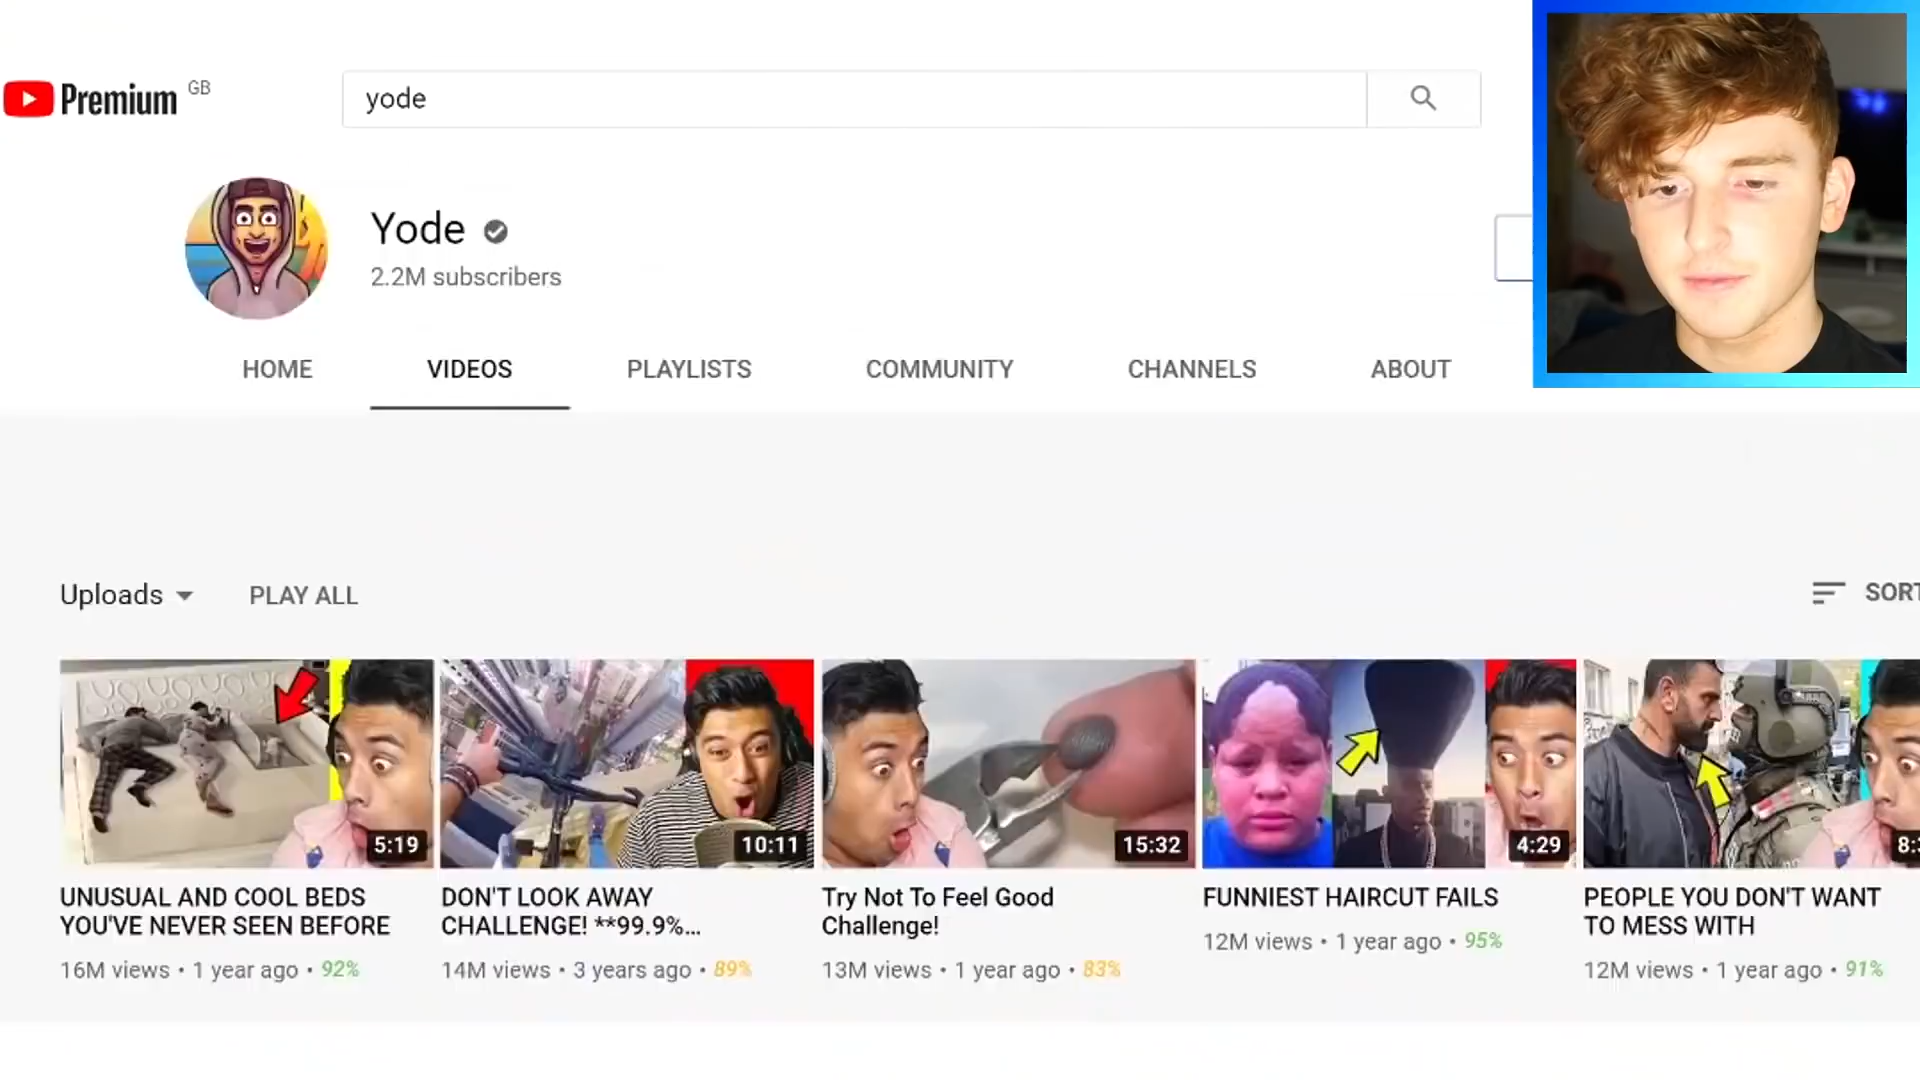 Premium GB
yode
Yode
2.2M subscribers
HOME VIDEOS PLAYLISTS COMMUNITY CHANNELS ABOUT
Uploads PLAY ALL SORT
5:19
10:11
15:32
4:29
8:
UNUSUAL AND COOL BEDS
YOU'VE NEVER SEEN BEFORE
16M views • 1 year ago • 92%
DON'T LOOK AWAY
CHALLENGE! **99.9%...
14M views • 3 years ago • 89%
Try Not To Feel Good
Challenge!
13M views • 1 year ago • 83%
FUNNIEST HAIRCUT FAILS
12M views • 1 year ago • 95%
PEOPLE YOU DON'T WANT
TO MESS WITH
12M views • 1 year ago • 91%